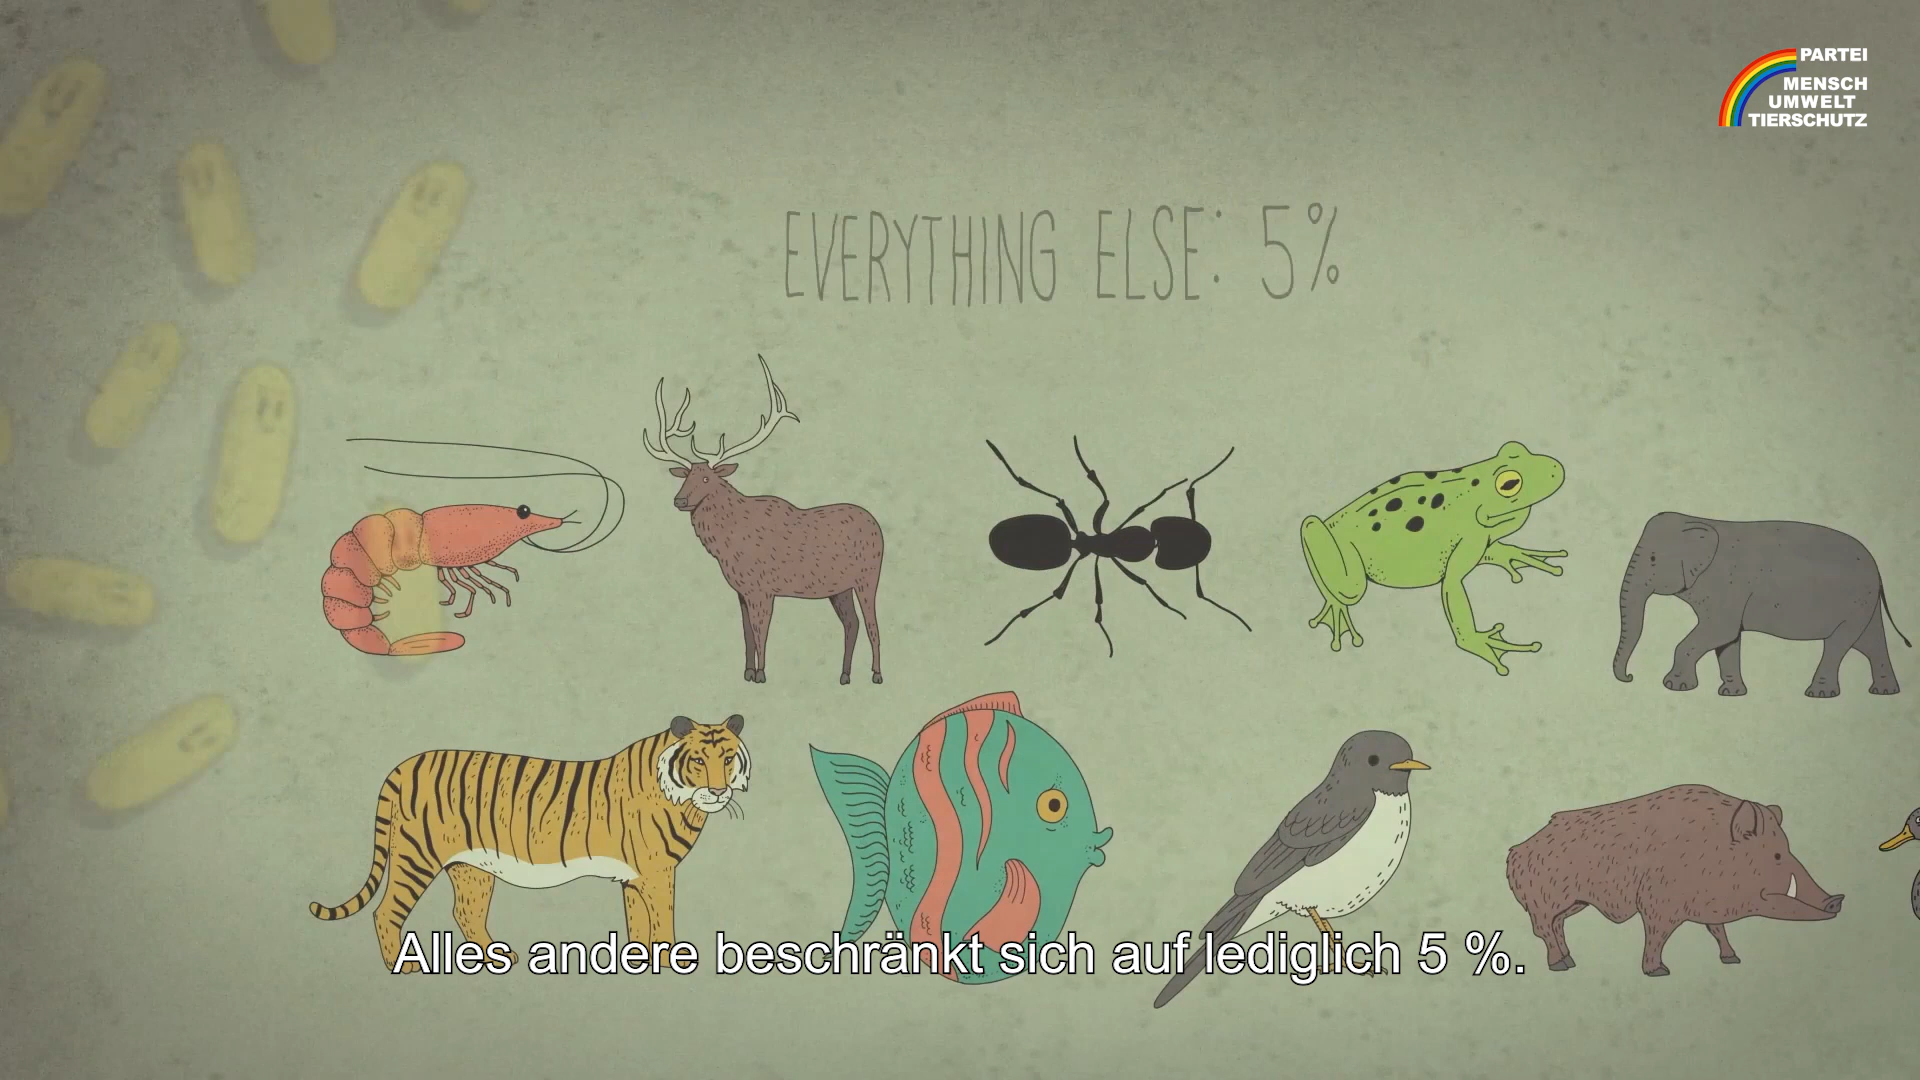 PARTEI
MENSCH
UMWELT
TIERSCHUTZ
EVERYTHING ELSE: 5%
Alles andere beschränkt sich auf lediglich 5 %.